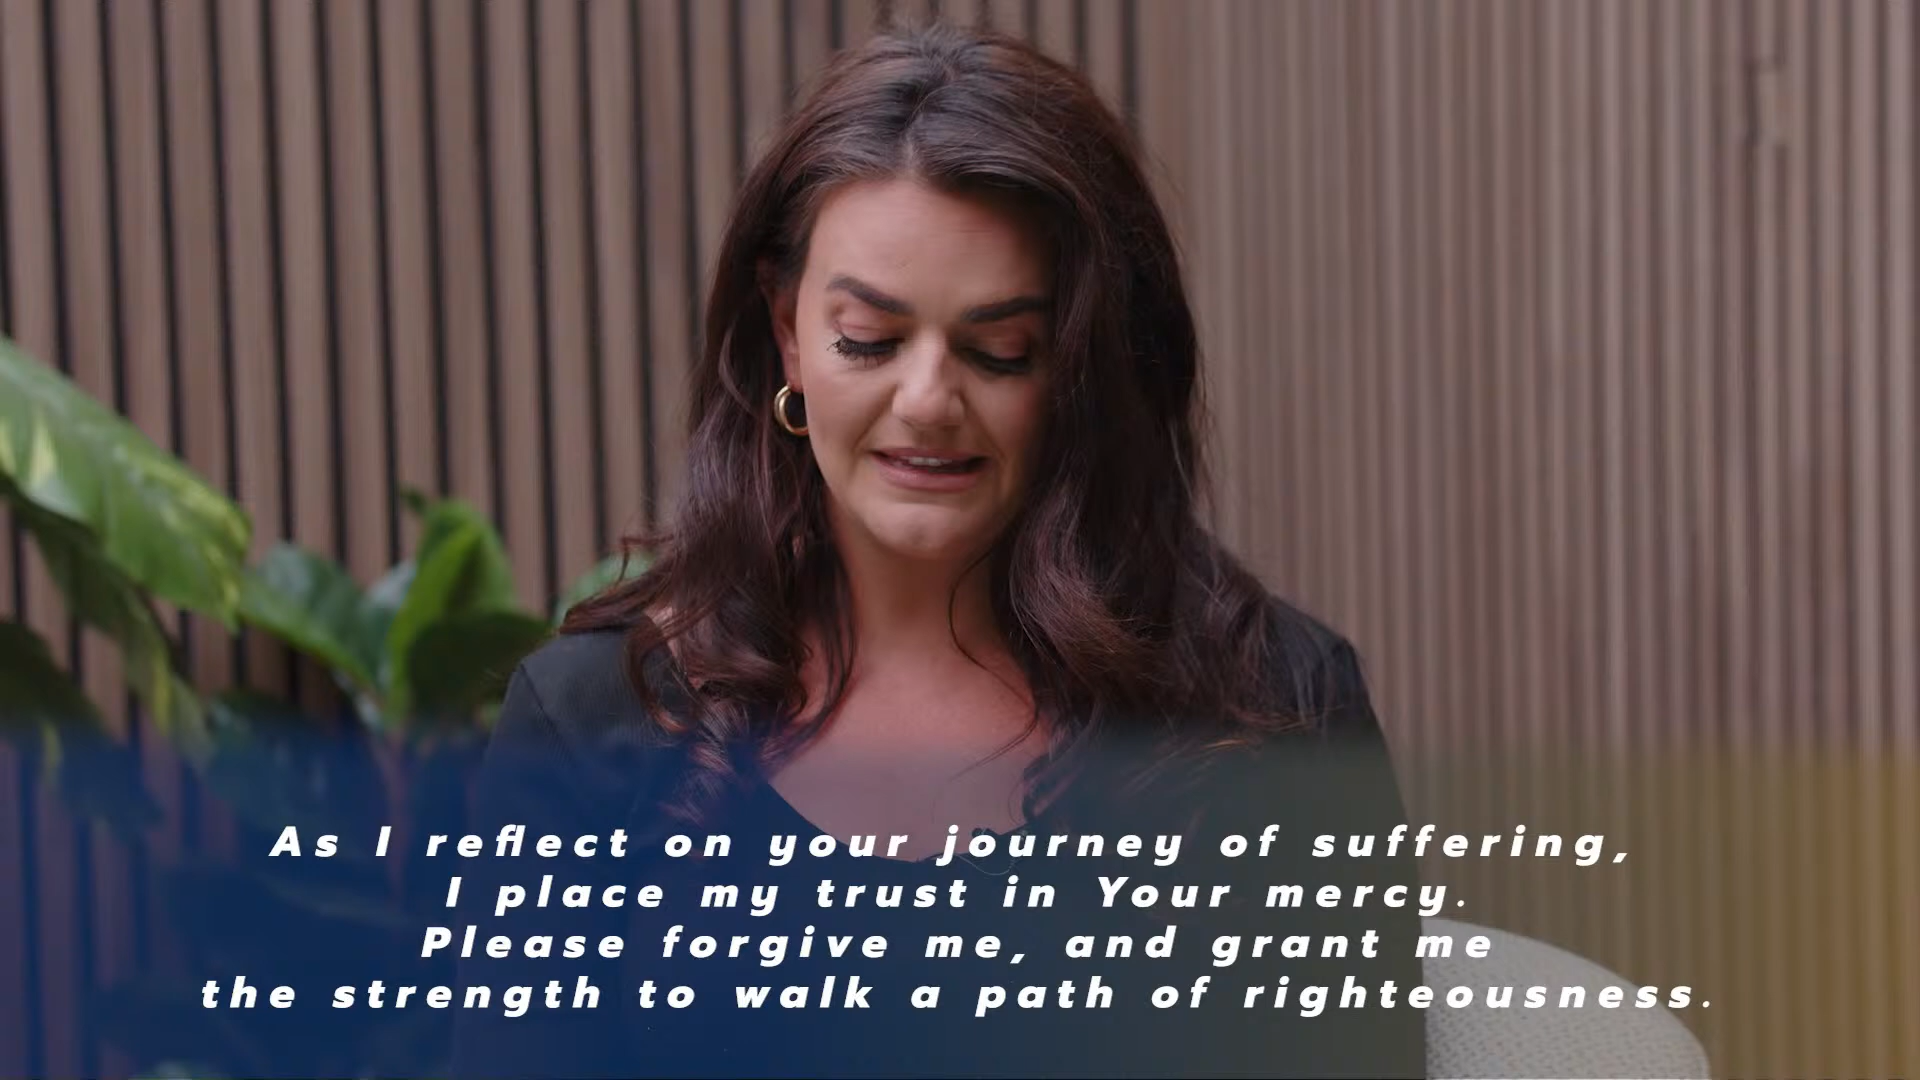 As I reflect on your journey of suffering,
I place my trust in Your mercy.
Please forgive me, and grant me
the strength to walk a path of righteousness.